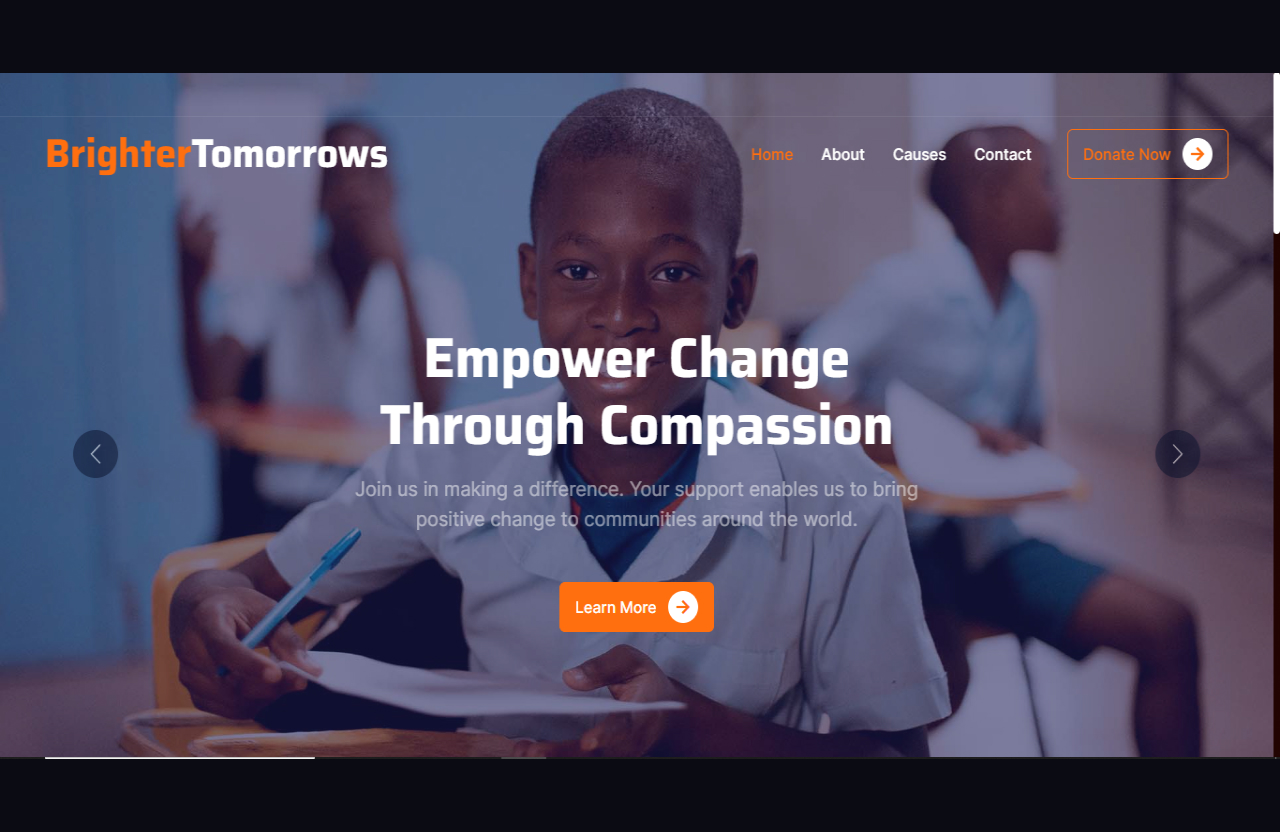 BrighterTomorrows
Home About Causes Contact Donate Now
Empower Change
Through Compassion
Join us in making a difference. Your support enables us to bring
positive change to communities around the world.
Learn More